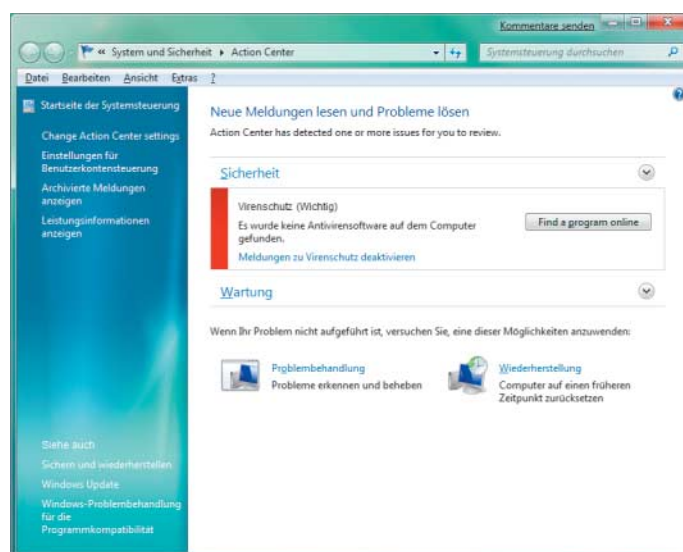 Kommentare senden
« System und Sicherheit ▸ Action Center
Systemsteuerung durchsuchen
Datei Bearbeiten Ansicht Extras ?
Startseite der Systemsteuerung
Change Action Center settings
Einstellungen für
Benutzerkontensteuerung
Archivierte Meldungen
anzeigen
Leistungsinformationen
anzeigen
Siehe auch
Sichern und wiederherstellen
Windows Update
Windows-Problembehandlung
für die
Programmkompatibilität
Neue Meldungen lesen und Probleme lösen
Action Center has detected one or more issues for you to review.
Sicherheit
Virenschutz (Wichtig)
Es wurde keine Antivirensoftware auf dem Computer
gefunden.
Find a program online
Meldungen zu Virenschutz deaktivieren
Wartung
Wenn Ihr Problem nicht aufgeführt ist, versuchen Sie, eine dieser Möglichkeiten anzuwenden:
Problembehandlung
Probleme erkennen und beheben
Wiederherstellung
Computer auf einen früheren
Zeitpunkt zurücksetzen